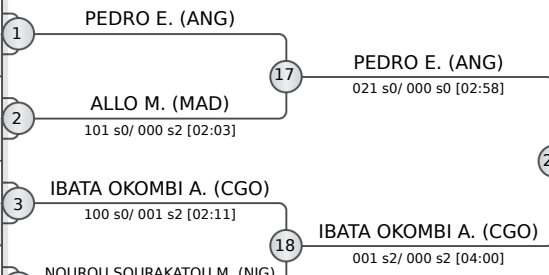 PEDRO E. (ANG)
1
17
PEDRO E. (ANG)
021 s0/ 000 s0 [02:58]
ALLO M. (MAD)
2
101 s0/ 000 s2 [02:03]
IBATA OKOMBI A. (CGO)
3
100 s0/ 001 s2 [02:11]
18
IBATA OKOMBI A. (CGO)
001 s2/ 000 s2 [04:00]
NOUROU SOURAKATOU M. (NIG)